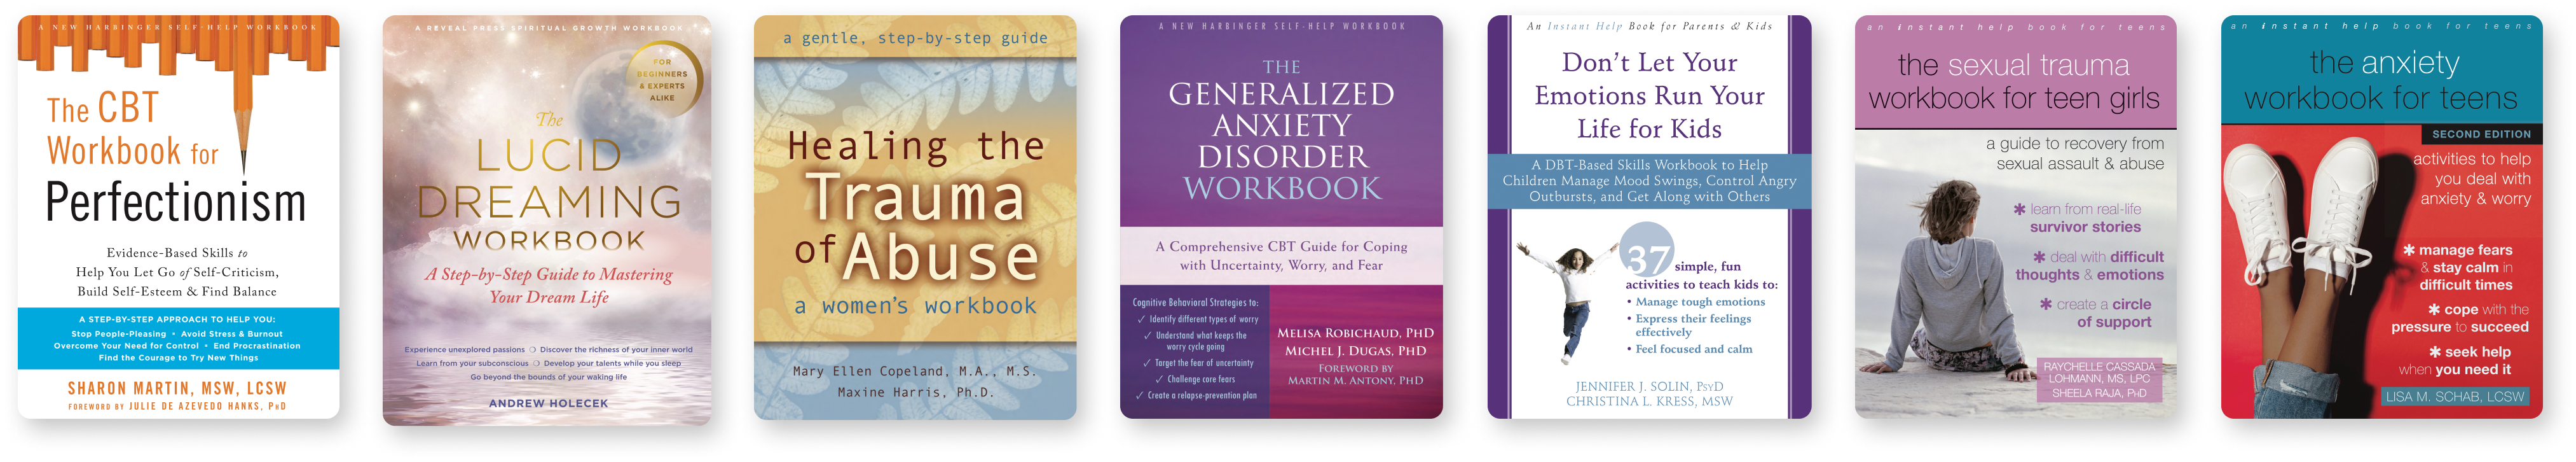 A NEW HARBINGER SELF-HELP WORKBOOK
The CBT
Workbook for
Perfectionism
Evidence-Based Skills to
Help You Let Go of Self-Criticism,
Build Self-Esteem & Find Balance
A STEP-BY-STEP APPROACH TO HELP YOU:
Stop People-Pleasing • Avoid Stress & Burnout
Overcome Your Need for Control • End Procrastination
Find the Courage to Try New Things
SHARON MARTIN, MSW, LCSW
FOREWORD BY JULIE DE AZEVEDO HANKS, PHD
A REVEAL PRESS SPIRITUAL GROWTH WORKBOOK
FOR
BEGINNERS
& EXPERTS
ALIKE
The
LUCID
DREAMING
WORKBOOK
A Step-by-Step Guide to Mastering
Your Dream Life
Experience unexplored passions ❍ Discover the richness of your inner world
Learn from your subconscious ❍ Develop your talents while you sleep
Go beyond the bounds of your waking life
ANDREW HOLECEK
a gentle, step-by-step guide
Healing the
Trauma
of Abuse
a women's workbook
Mary Ellen Copeland, M.A., M.S.
Maxine Harris, Ph.D.
A NEW HARBINGER SELF-HELP WORKBOOK
THE
GENERALIZED
ANXIETY
DISORDER
WORKBOOK
A Comprehensive CBT Guide for Coping
with Uncertainty, Worry, and Fear
Cognitive Behavioral Strategies to:
✓ Identify different types of worry
✓ Understand what keeps the
worry cycle going
✓ Target the fear of uncertainty
✓ Challenge core fears
✓ Create a relapse-prevention plan
MELISA ROBICHAUD, PHD
MICHEL J. DUGAS, PHD
FOREWORD BY
MARTIN M. ANTONY, PHD
An Instant Help Book for Parents & Kids
Don't Let Your
Emotions Run Your
Life for Kids
A DBT-Based Skills Workbook to Help
Children Manage Mood Swings, Control Angry
Outbursts, and Get Along with Others
37 simple, fun
activities to teach kids to:
• Manage tough emotions
• Express their feelings
effectively
• Feel focused and calm
JENNIFER J. SOLIN, PSYD
CHRISTINA L. KRESS, MSW
an instant help book for teens
the sexual trauma
workbook for teen girls
a guide to recovery from
sexual assault & abuse
✱ learn from real-life
survivor stories
✱ deal with difficult
thoughts & emotions
✱ create a circle
of support
RAYCHELLE CASSADA
LOHMANN, MS, LPC
SHEELA RAJA, PHD
an instant help book for teens
the anxiety
workbook for teens
SECOND EDITION
activities to help
you deal with
anxiety & worry
✱ manage fears
& stay calm in
difficult times
✱ cope with the
pressure to succeed
✱ seek help
when you need it
LISA M. SCHAB, LCSW